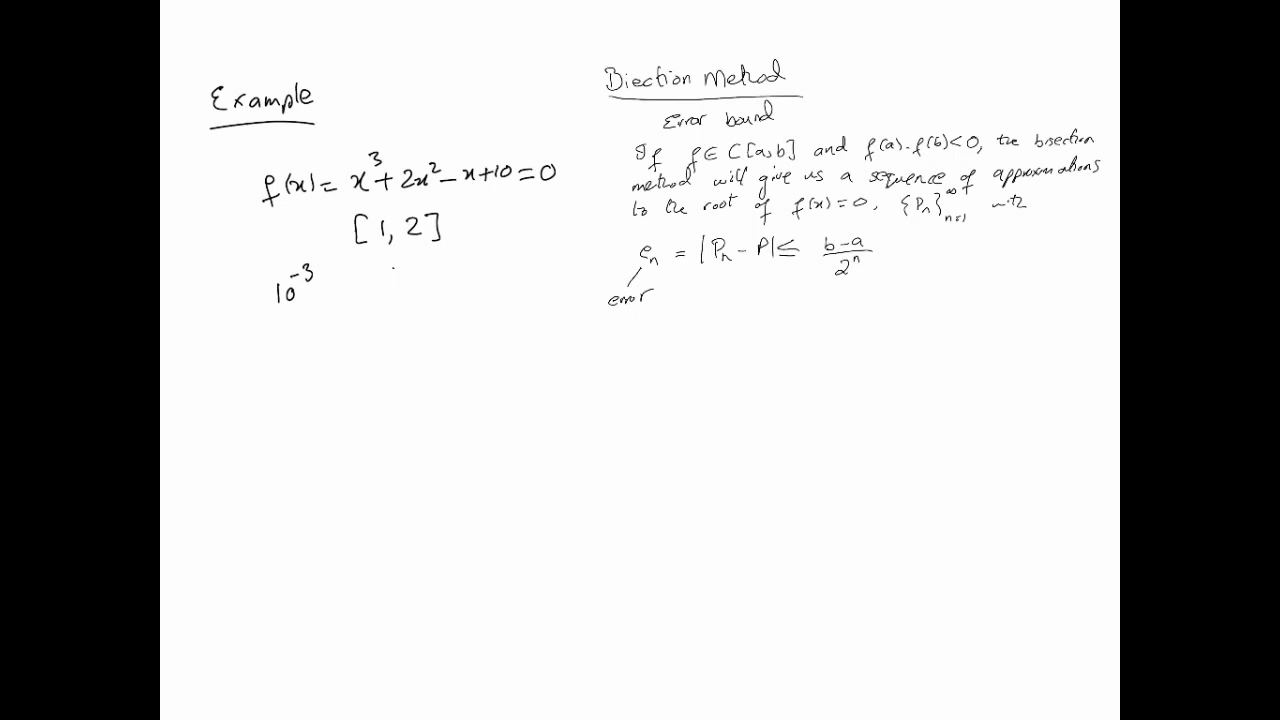 Example
f(x) = x³ + 2x² - x + 10 = 0
[1, 2]
10⁻³
Biection Method
Error bound
If f ∈ C[a,b] and f(a).f(b)<0, the bisection
method will give us a sequence of approximations
to the root of f(x)=0, {Pₙ}ₙ₌₁^∞ with
eₙ = |Pₙ - P| ≤ (b-a)/2ⁿ
error